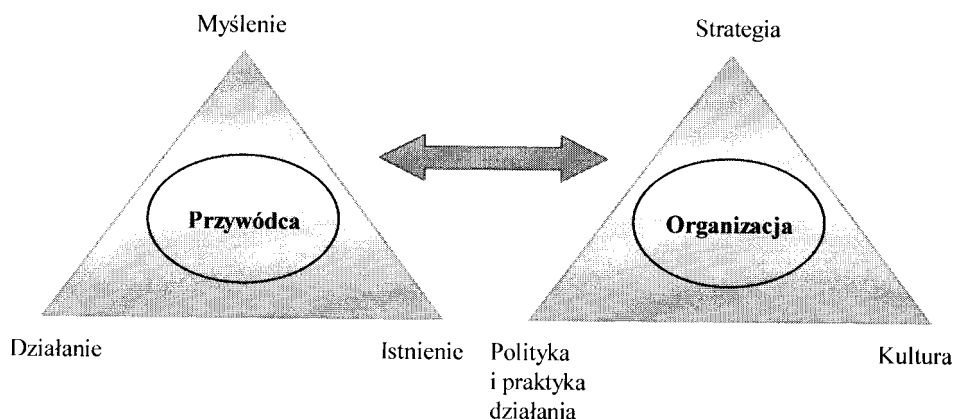 Myślenie
Strategia
Przywódca
Organizacja
Działanie
Istnienie
Polityka
i praktyka
działania
Kultura